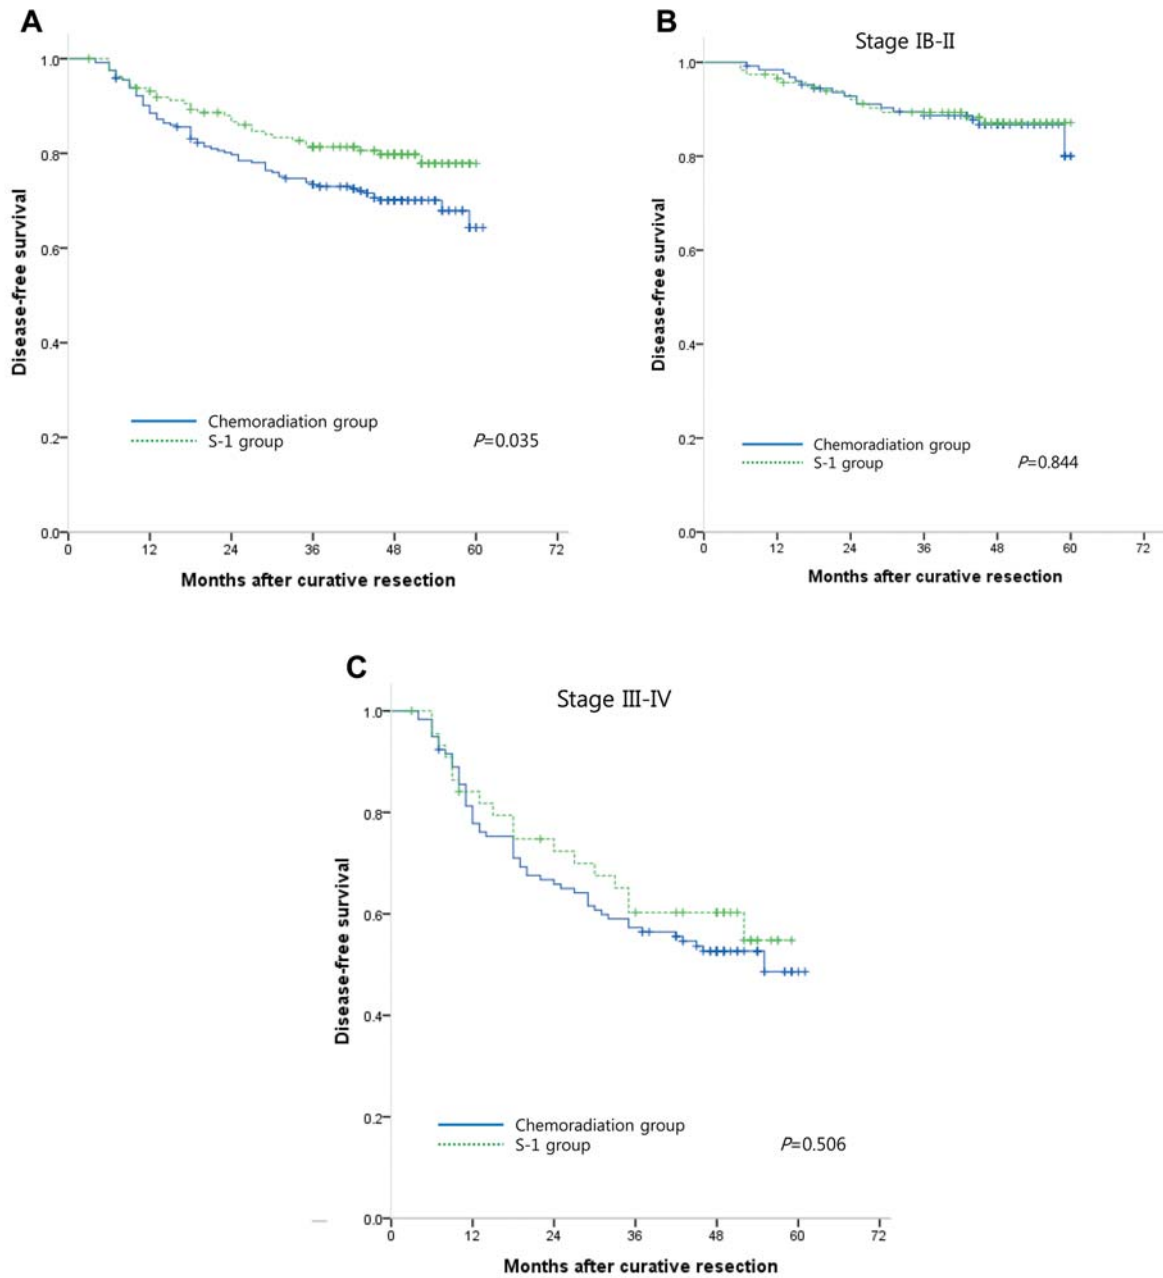 A
1.0
0.8
0.6
0.4
0.2
0.0
Disease-free survival
Chemoradiation group
S-1 group
P=0.035
0 12 24 36 48 60 72
Months after curative resection
B
Stage IB-II
1.0
0.8
0.6
0.4
0.2
0.0
Disease-free survival
Chemoradiation group
S-1 group
P=0.844
0 12 24 36 48 60 72
Months after curative resection
C
Stage III-IV
1.0
0.8
0.6
0.4
0.2
0.0
Disease-free survival
Chemoradiation group
S-1 group
P=0.506
0 12 24 36 48 60 72
Months after curative resection